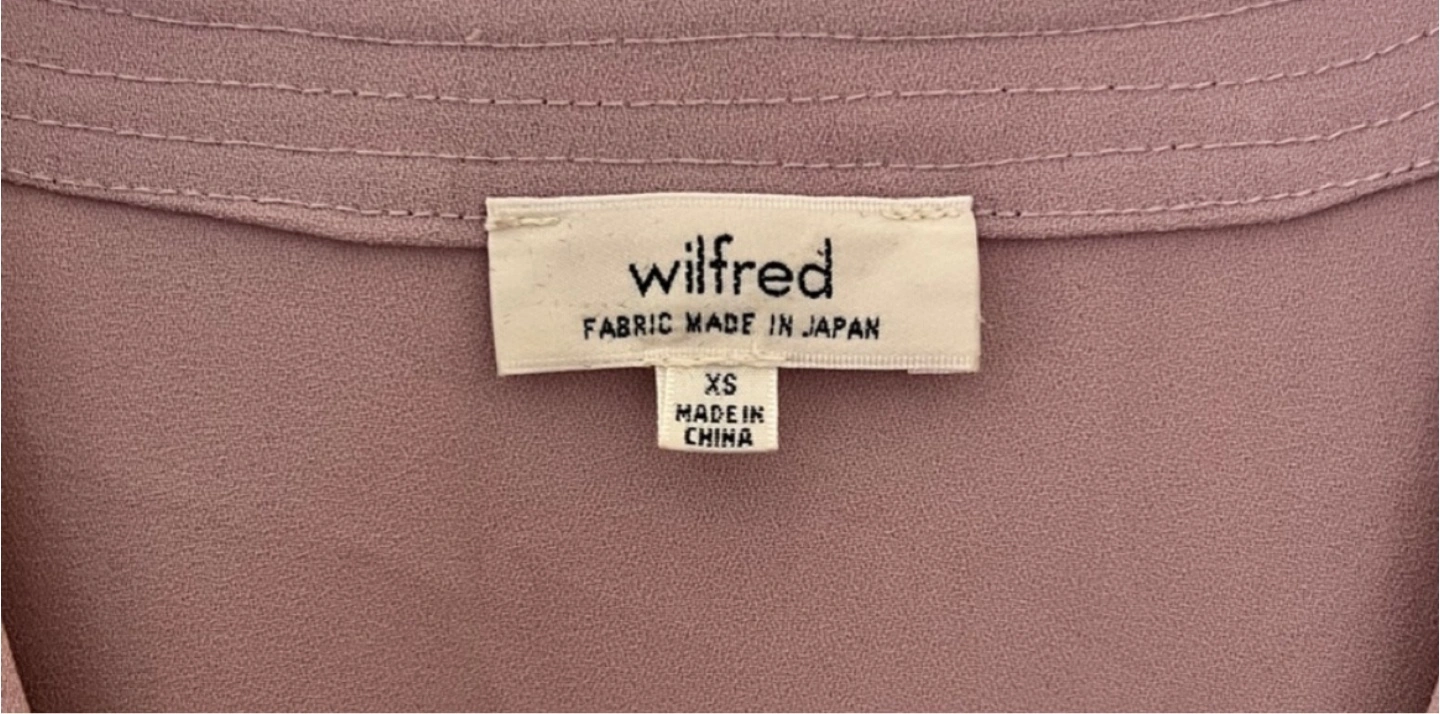 wilfred
FABRIC MADE IN JAPAN
XS
MADE IN
CHINA